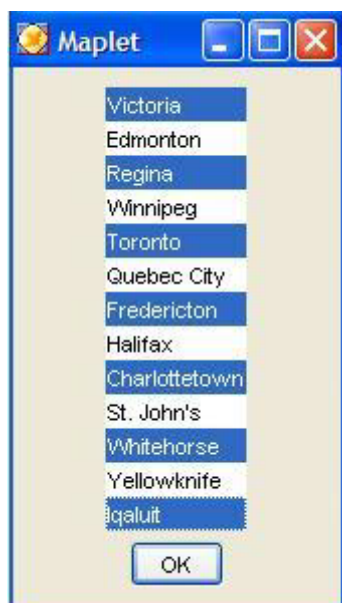 Maplet
Victoria
Edmonton
Regina
Winnipeg
Toronto
Quebec City
Fredericton
Halifax
Charlottetown
St. John's
Whitehorse
Yellowknife
Iqaluit
OK